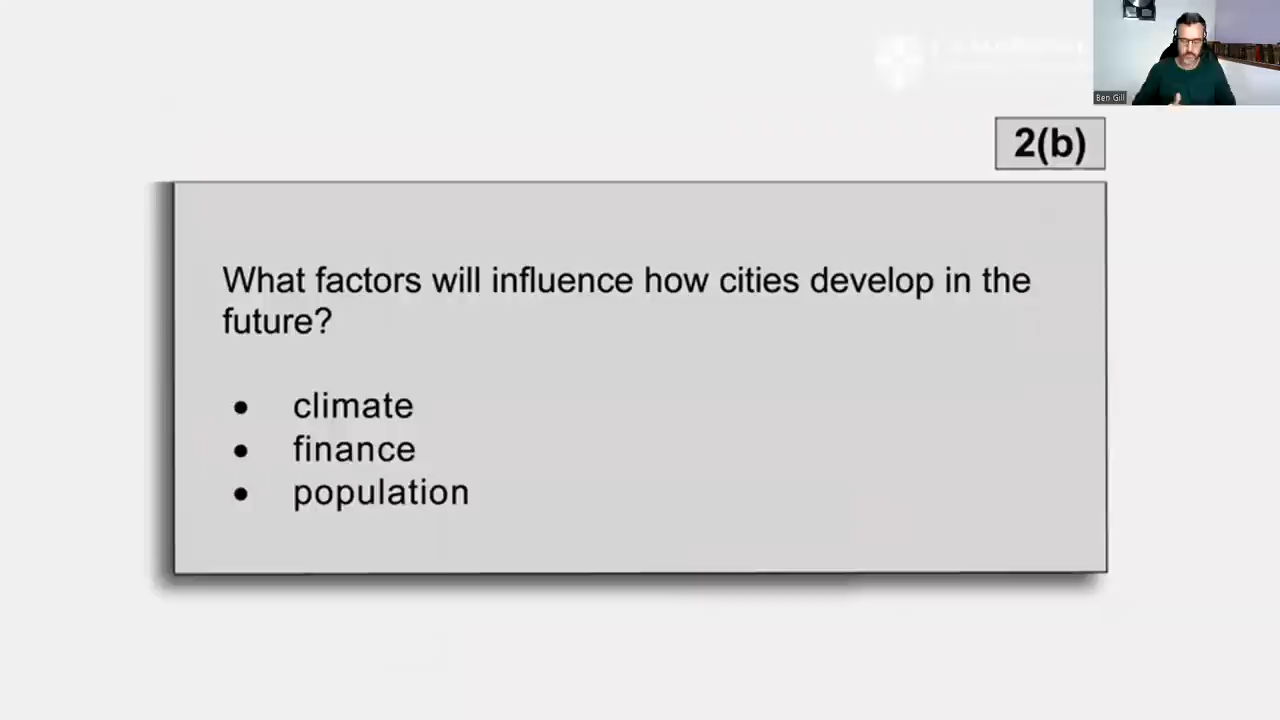 Ben Gill
2(b)
What factors will influence how cities develop in the
future?
• climate
• finance
• population